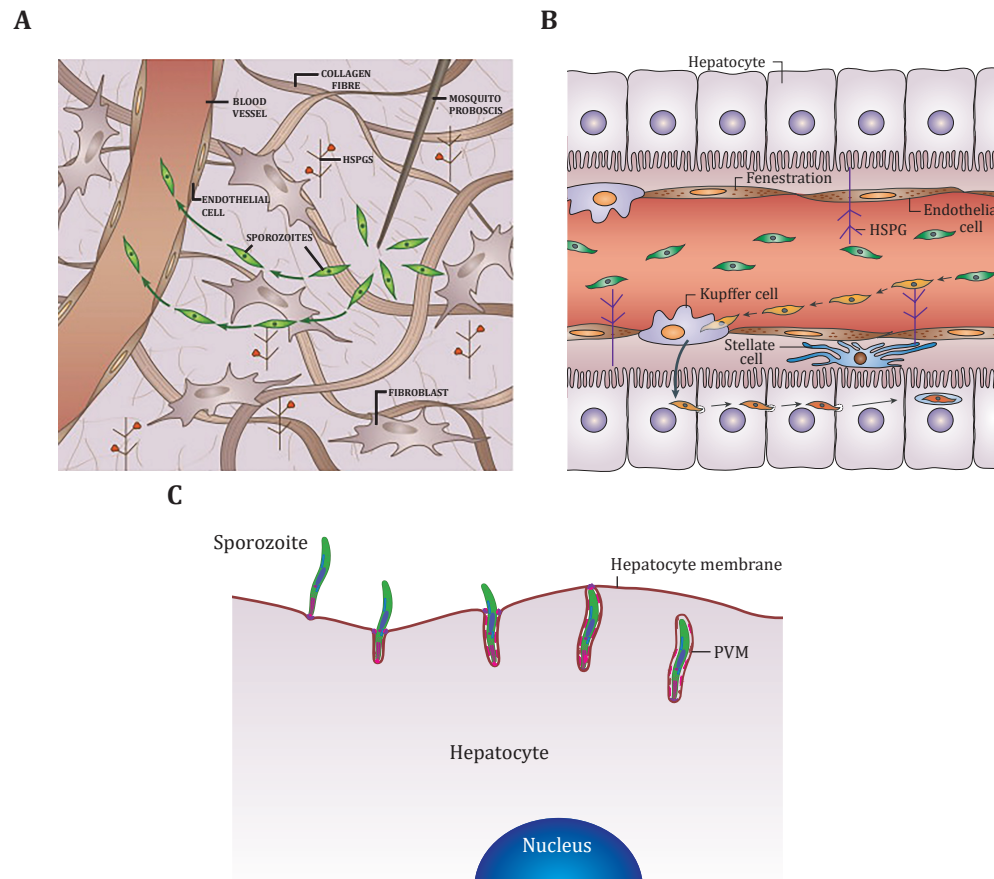 A
COLLAGEN
FIBRE
BLOOD
VESSEL
MOSQUITO
PROBOSCIS
HSPGS
ENDOTHELIAL
CELL
SPOROZOITES
FIBROBLAST
B
Hepatocyte
Fenestration
Endothelial
cell
HSPG
Kupffer cell
Stellate
cell
C
Sporozoite
Hepatocyte membrane
PVM
Hepatocyte
Nucleus